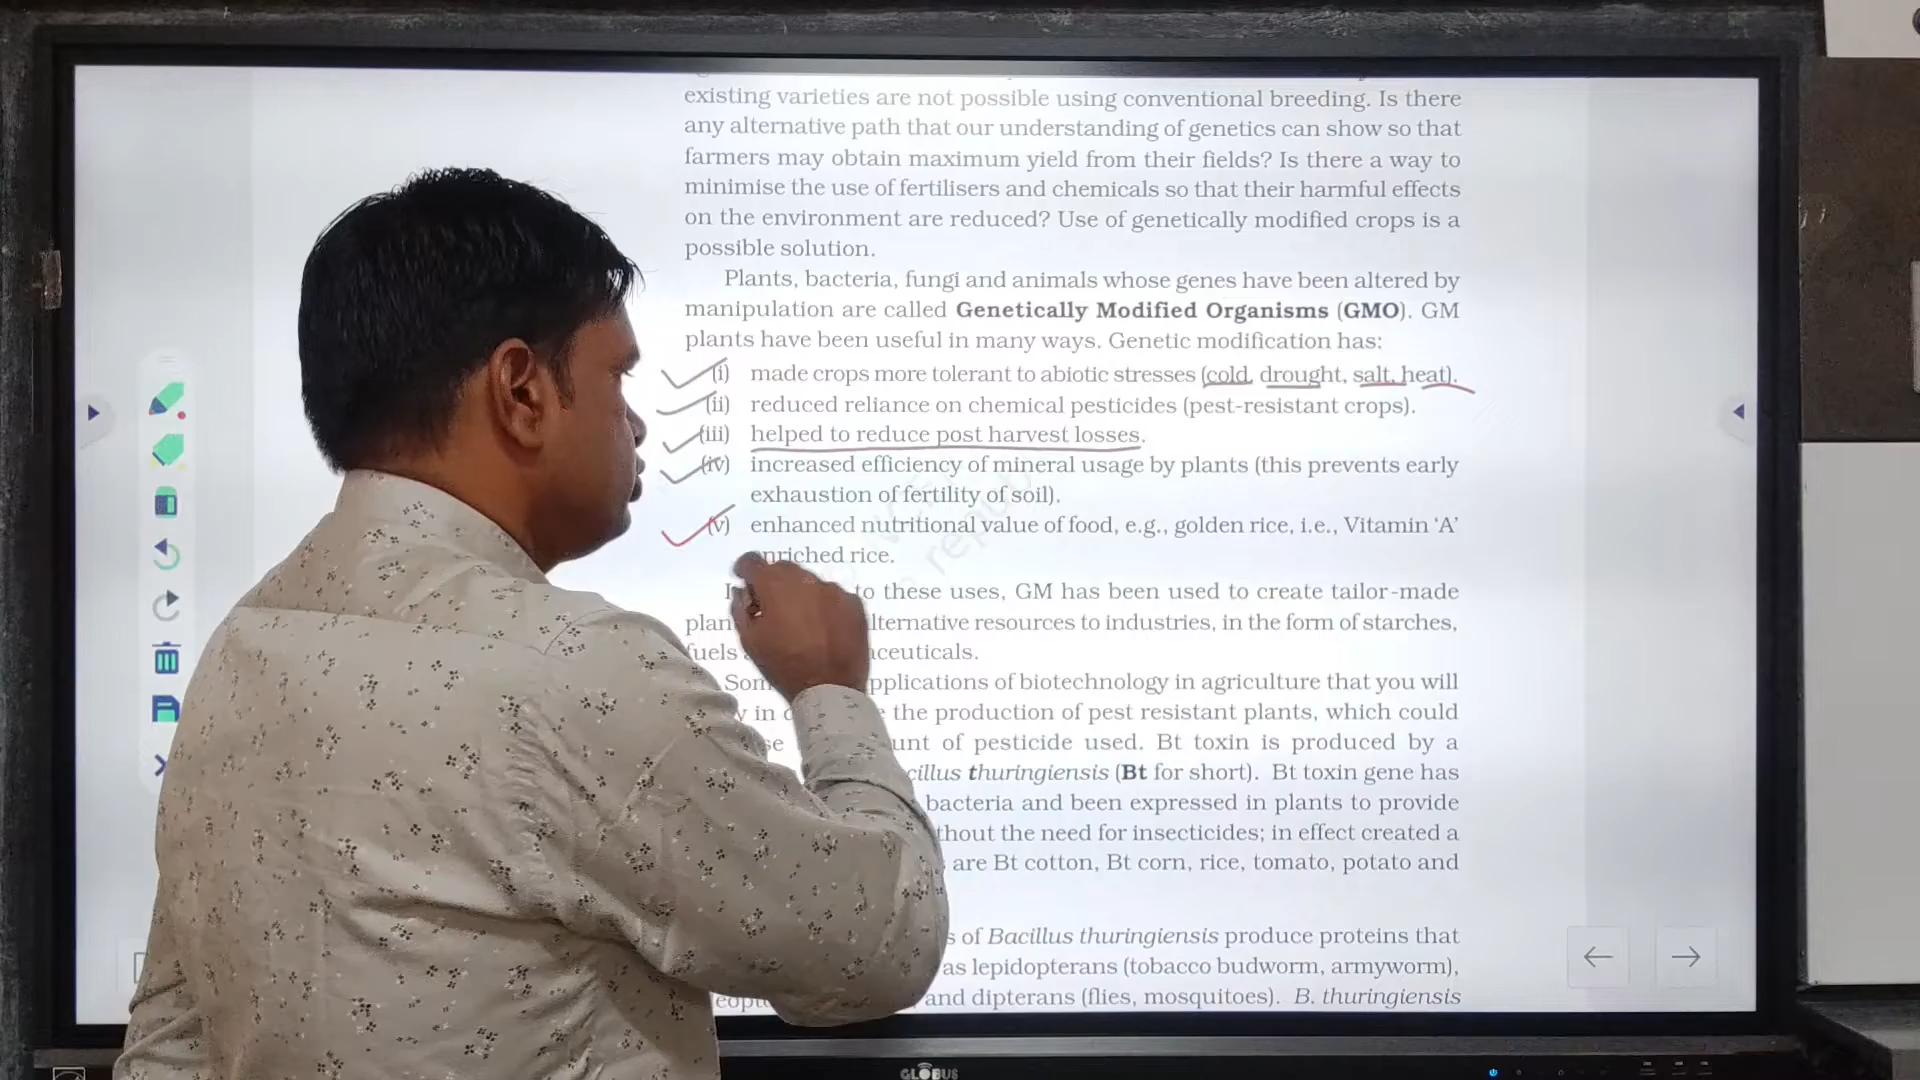 existing varieties are not possible using conventional breeding. Is there
any alternative path that our understanding of genetics can show so that
farmers may obtain maximum yield from their fields? Is there a way to
minimise the use of fertilisers and chemicals so that their harmful effects
on the environment are reduced? Use of genetically modified crops is a
possible solution.
Plants, bacteria, fungi and animals whose genes have been altered by
manipulation are called Genetically Modified Organisms (GMO). GM
plants have been useful in many ways. Genetic modification has:
(i) made crops more tolerant to abiotic stresses (cold, drought, salt, heat).
(ii) reduced reliance on chemical pesticides (pest-resistant crops).
(iii) helped to reduce post harvest losses.
(iv) increased efficiency of mineral usage by plants (this prevents early
exhaustion of fertility of soil).
(v) enhanced nutritional value of food, e.g., golden rice, i.e., Vitamin ‘A’
enriched rice.
to these uses, GM has been used to create tailor-made
resources to industries, in the form of starches,
fuels
applications of biotechnology in agriculture that you will
in the production of pest resistant plants, which could
of pesticide used. Bt toxin is produced by a
thuringiensis (Bt for short). Bt toxin gene has
bacteria and been expressed in plants to provide
the need for insecticides; in effect created a
are Bt cotton, Bt corn, rice, tomato, potato and
of Bacillus thuringiensis produce proteins that
as lepidopterans (tobacco budworm, armyworm),
and dipterans (flies, mosquitoes). B. thuringiensis
GLOBUS